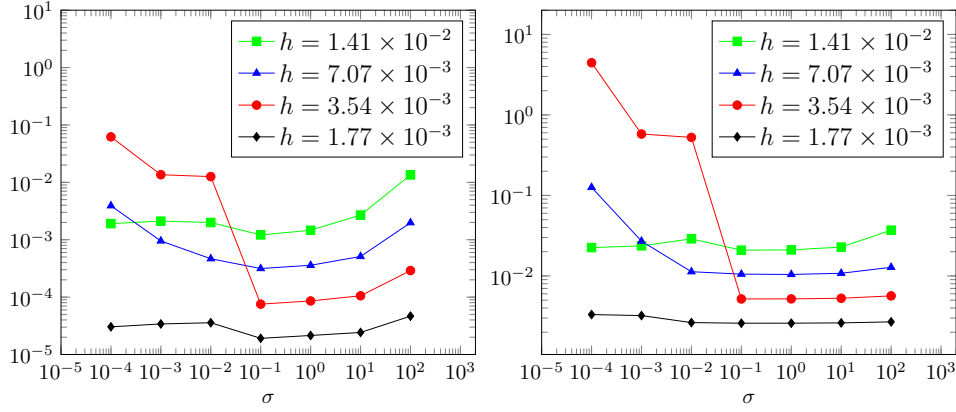 10^1
10^0
10^{-1}
10^{-2}
10^{-3}
10^{-4}
10^{-5}
10^{-5} 10^{-4} 10^{-3} 10^{-2} 10^{-1} 10^0 10^1 10^2 10^3
σ
h = 1.41 × 10^{-2}
h = 7.07 × 10^{-3}
h = 3.54 × 10^{-3}
h = 1.77 × 10^{-3}
10^1
10^0
10^{-1}
10^{-2}
10^{-5} 10^{-4} 10^{-3} 10^{-2} 10^{-1} 10^0 10^1 10^2 10^3
σ
h = 1.41 × 10^{-2}
h = 7.07 × 10^{-3}
h = 3.54 × 10^{-3}
h = 1.77 × 10^{-3}